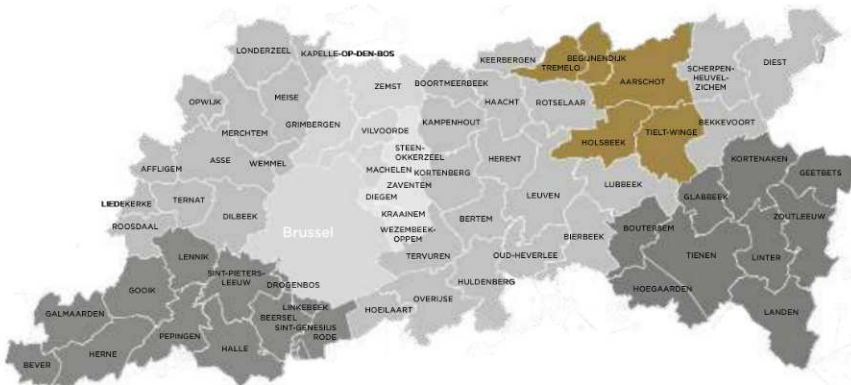 LONDERZEEL
KAPELLE-OP-DEN-BOS
KEERBERGEN
BEGIJNENDIJK
TREMELO
DIEST
SCHERPEN-
HEUVEL-
ZICHEM
AARSCHOT
ZEMST
BOORTMEERBEEK
MEISE
OPWIJK
HAACHT
ROTSELAAR
GRIMBERGEN
KAMPENHOUT
BEKKEVOORT
MERCHTEM
VILVOORDE
TIELT-WINGE
HOLSBEEK
STEEN-
OKKERZEEL
ASSE
WEMMEL
HERENT
KORTENAKEN
AFFLIGEM
MACHELEN
KORTENBERG
GEETBETS
ZAVENTEM
LUBBEEK
DIEGEM
LEUVEN
GLABBEEK
TERNAT
LIEDEKERKE
DILBEEK
KRAAINEM
BERTEM
ZOUTLEEUW
ROOSDAAL
Brussel
WEZEMBEEK-
OPPEM
BIERBEEK
BOUTERSEM
TERVUREN
OUD-HEVERLEE
TIENEN
LINTER
LENNIK
SINT-PIETERS-
LEEUW
DROGENBOS
HULDENBERG
HOEGAARDEN
GOOIK
OVERIJSE
LINKEBEEK
HOEILAART
LANDEN
GALMAARDEN
BEERSEL
SINT-GENESIUS
RODE
PEPINGEN
HALLE
HERNE
BEVER